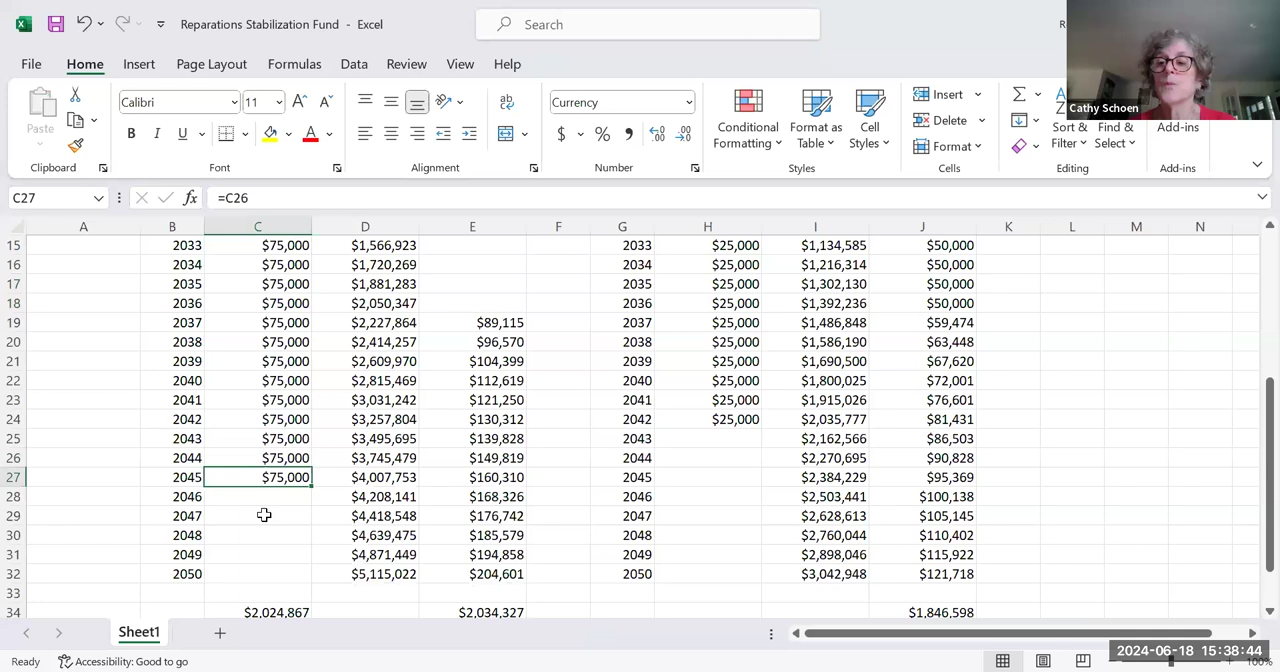 Reparations Stabilization Fund - Excel
Search
R
Cathy Schoen
File Home Insert Page Layout Formulas Data Review View Help
Paste
Calibri 11
B I U A
ab
Currency
$ % 9
Conditional Formatting
Format as Table
Cell Styles
Insert
Delete
Format
Sort & Filter
Find & Select
Add-ins
Clipboard Font Alignment Number Styles Cells Editing Add-ins
C27 fx =C26
A B C D E F G H I J K L M N
15 2033 $75,000 $1,566,923 2033 $25,000 $1,134,585 $50,000
16 2034 $75,000 $1,720,269 2034 $25,000 $1,216,314 $50,000
17 2035 $75,000 $1,881,283 2035 $25,000 $1,302,130 $50,000
18 2036 $75,000 $2,050,347 2036 $25,000 $1,392,236 $50,000
19 2037 $75,000 $2,227,864 $89,115 2037 $25,000 $1,486,848 $59,474
20 2038 $75,000 $2,414,257 $96,570 2038 $25,000 $1,586,190 $63,448
21 2039 $75,000 $2,609,970 $104,399 2039 $25,000 $1,690,500 $67,620
22 2040 $75,000 $2,815,469 $112,619 2040 $25,000 $1,800,025 $72,001
23 2041 $75,000 $3,031,242 $121,250 2041 $25,000 $1,915,026 $76,601
24 2042 $75,000 $3,257,804 $130,312 2042 $25,000 $2,035,777 $81,431
25 2043 $75,000 $3,495,695 $139,828 2043 $2,162,566 $86,503
26 2044 $75,000 $3,745,479 $149,819 2044 $2,270,695 $90,828
27 2045 $75,000 $4,007,753 $160,310 2045 $2,384,229 $95,369
28 2046 $4,208,141 $168,326 2046 $2,503,441 $100,138
29 2047 $4,418,548 $176,742 2047 $2,628,613 $105,145
30 2048 $4,639,475 $185,579 2048 $2,760,044 $110,402
31 2049 $4,871,449 $194,858 2049 $2,898,046 $115,922
32 2050 $5,115,022 $204,601 2050 $3,042,948 $121,718
33
34 $2,024,867 $2,034,327 $1,846,598
Sheet1
Ready Accessibility: Good to go 100%
2024-06-18 15:38:44